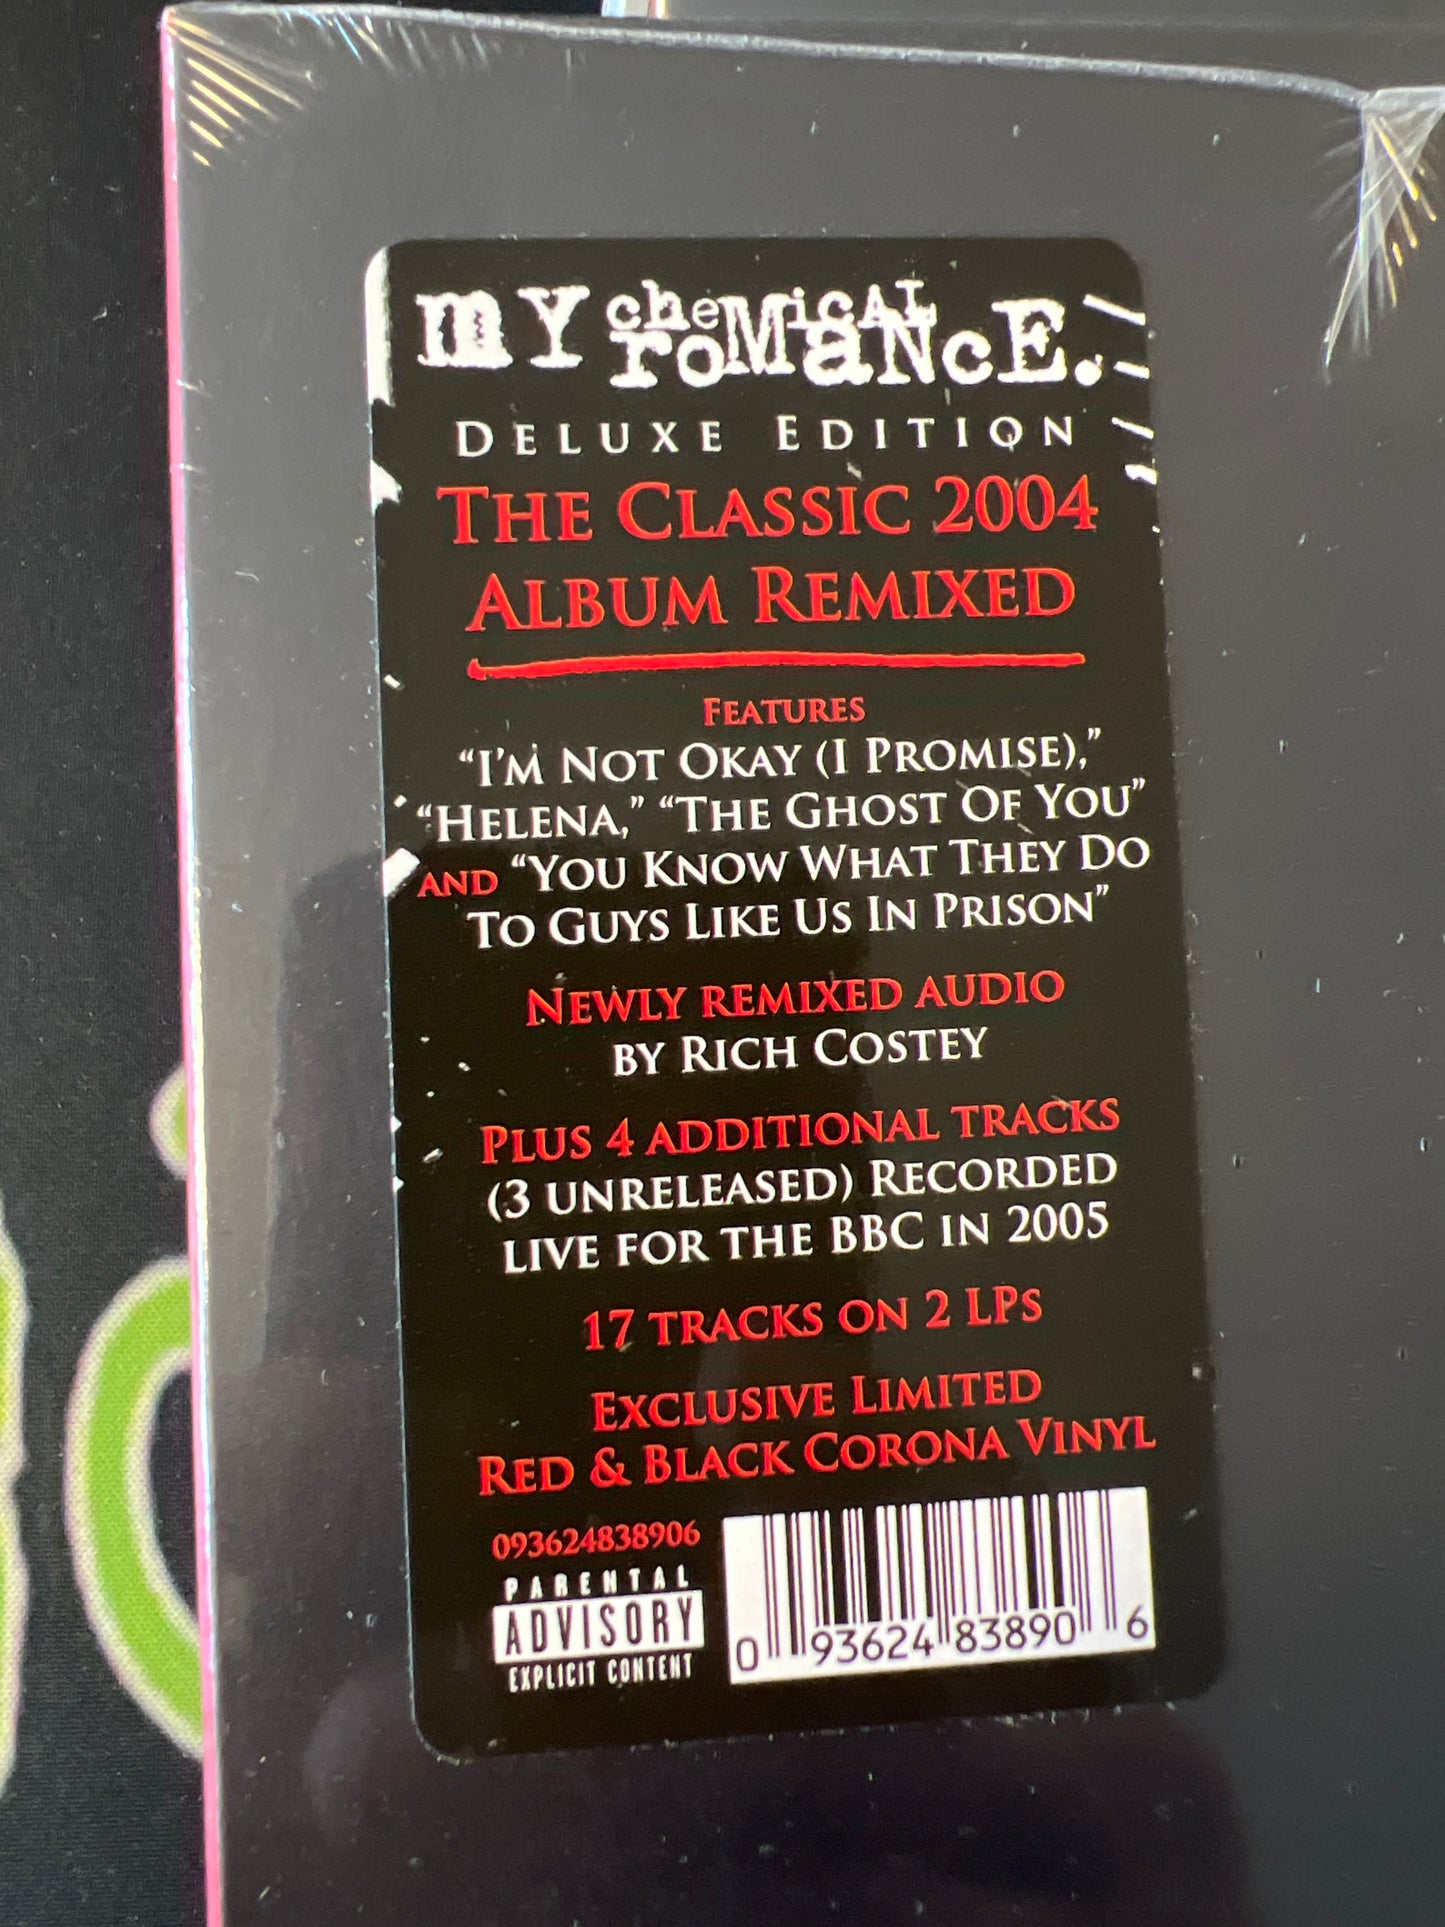 my chemical romance.
DELUXE EDITION
THE CLASSIC 2004
ALBUM REMIXED
FEATURES
“I’M NOT OKAY (I PROMISE),”
“HELENA,” “THE GHOST OF YOU”
AND “YOU KNOW WHAT THEY DO
TO GUYS LIKE US IN PRISON”
NEWLY REMIXED AUDIO
BY RICH COSTEY
PLUS 4 ADDITIONAL TRACKS
(3 UNRELEASED) RECORDED
LIVE FOR THE BBC IN 2005
17 TRACKS ON 2 LPS
EXCLUSIVE LIMITED
RED & BLACK CORONA VINYL
093624838906
PARENTAL
ADVISORY
EXPLICIT CONTENT
0 93624 83890 6